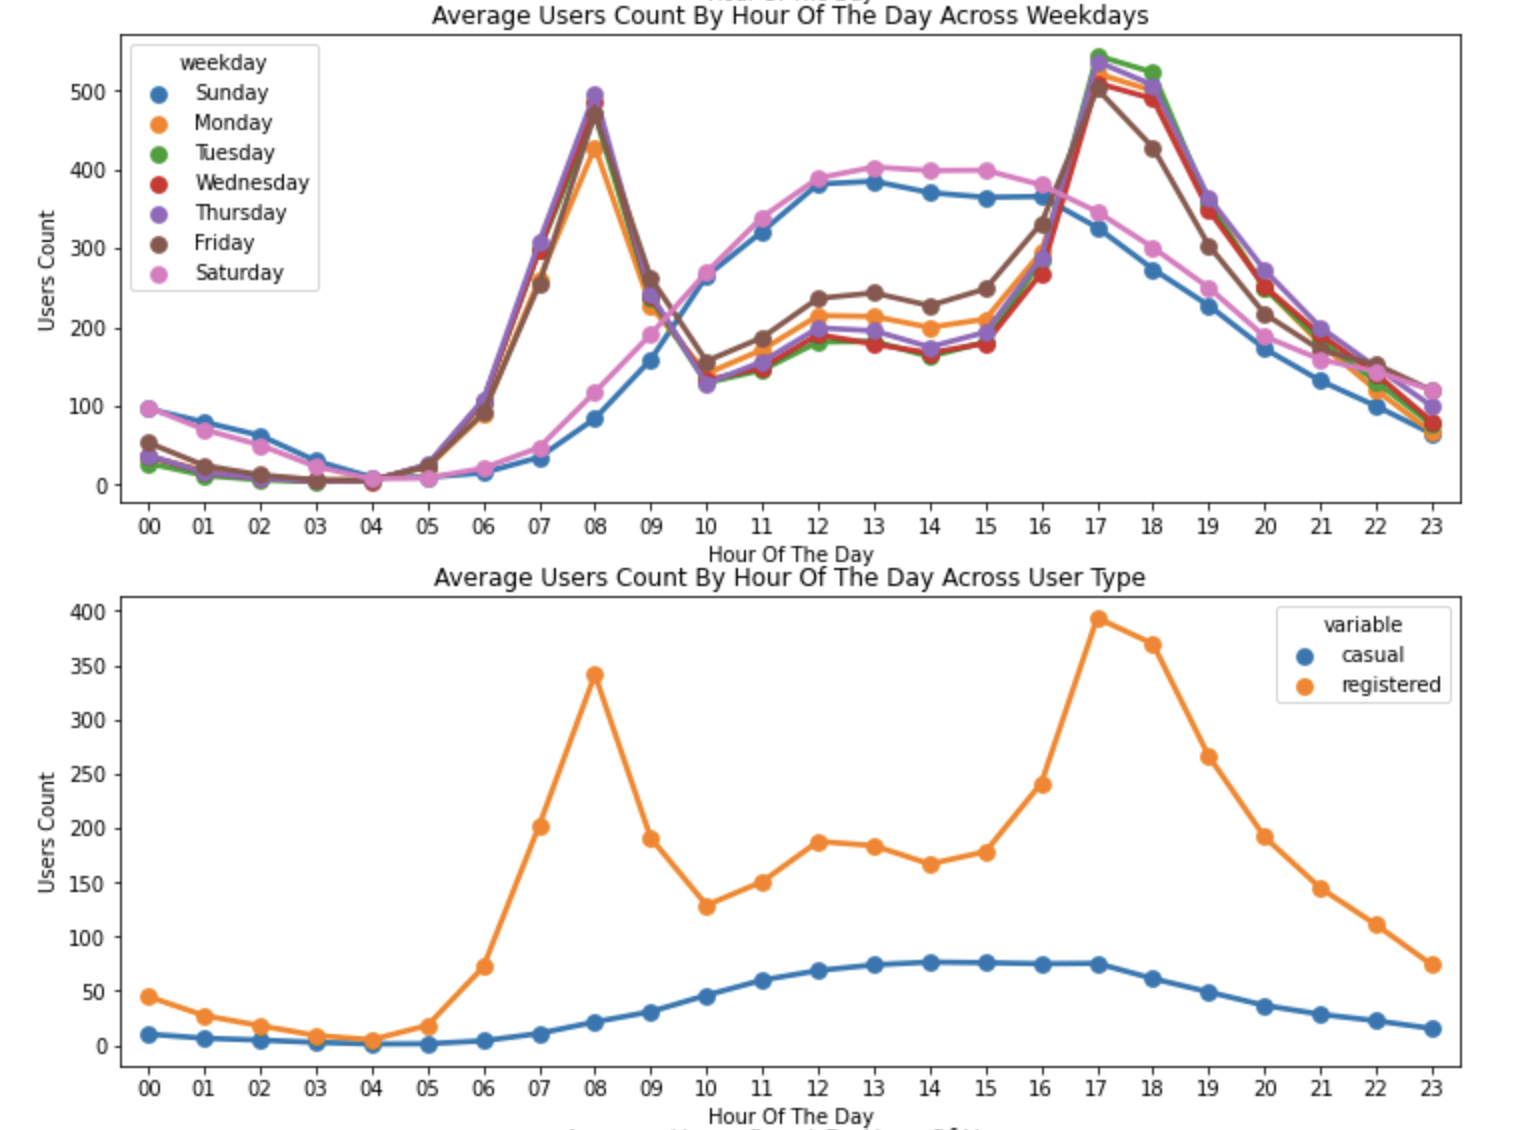 Hour Of The Day
Average Users Count By Hour Of The Day Across Weekdays
weekday
Sunday
Monday
Tuesday
Wednesday
Thursday
Friday
Saturday
500
400
300
200
100
0
Users Count
00 01 02 03 04 05 06 07 08 09 10 11 12 13 14 15 16 17 18 19 20 21 22 23
Hour Of The Day
Average Users Count By Hour Of The Day Across User Type
variable
casual
registered
400
350
300
250
200
150
100
50
0
Users Count
00 01 02 03 04 05 06 07 08 09 10 11 12 13 14 15 16 17 18 19 20 21 22 23
Hour Of The Day